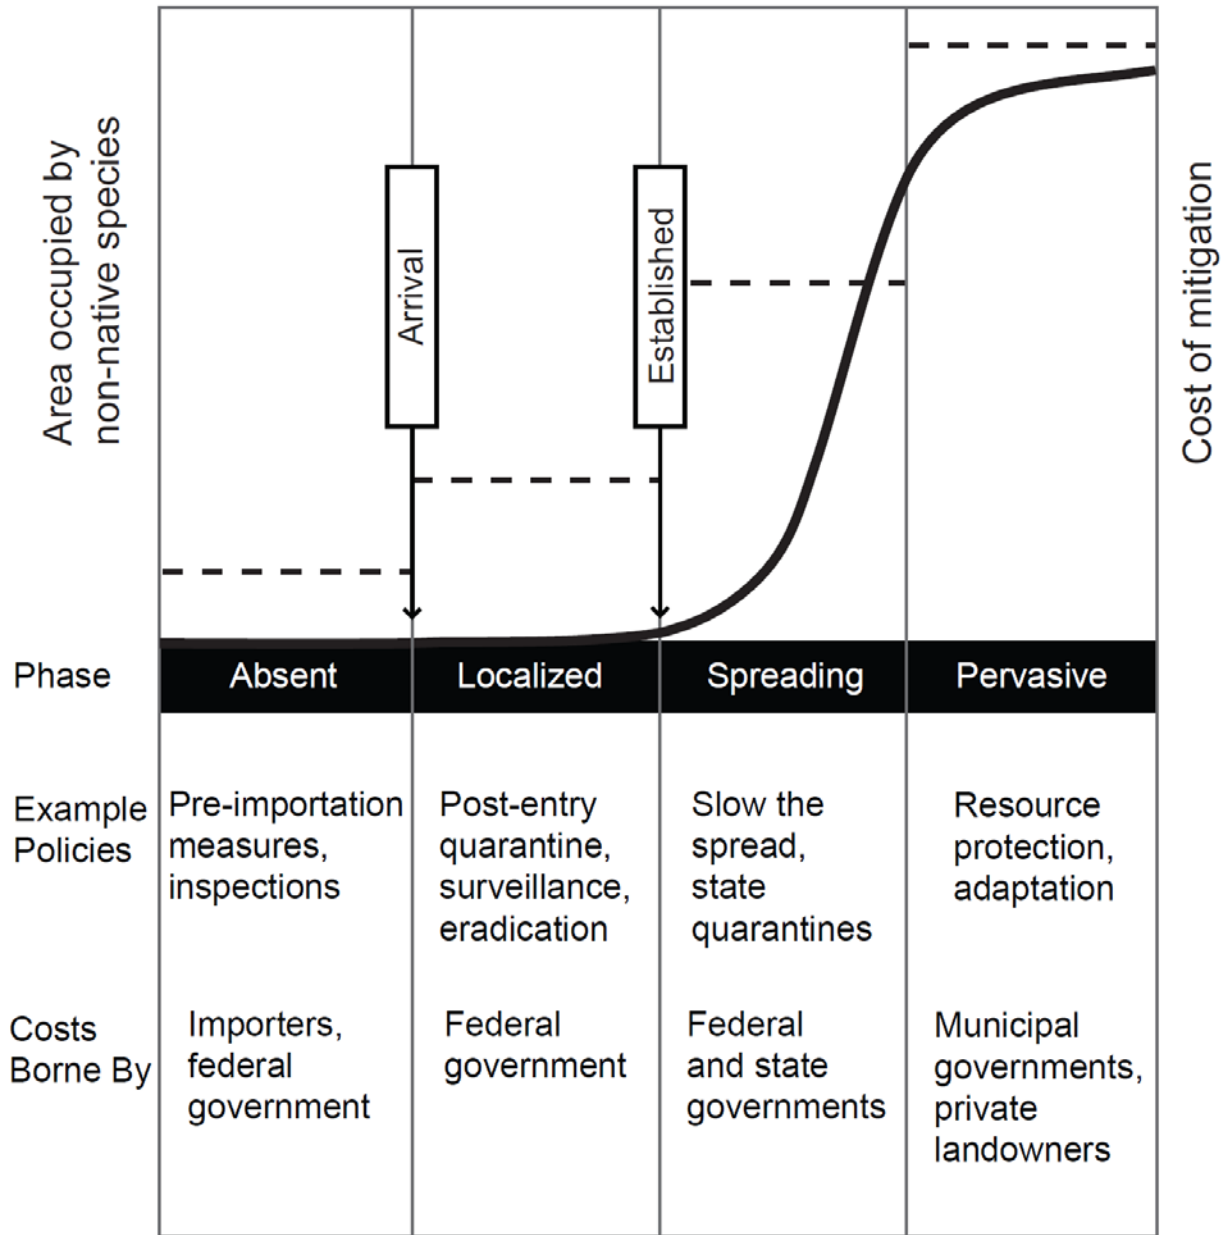 Area occupied by
non-native species
Arrival
Established
Cost of mitigation
Phase
Absent
Localized
Spreading
Pervasive
Example
Policies
Pre-importation
measures,
inspections
Post-entry
quarantine,
surveillance,
eradication
Slow the
spread,
state
quarantines
Resource
protection,
adaptation
Costs
Borne By
Importers,
federal
government
Federal
government
Federal
and state
governments
Municipal
governments,
private
landowners